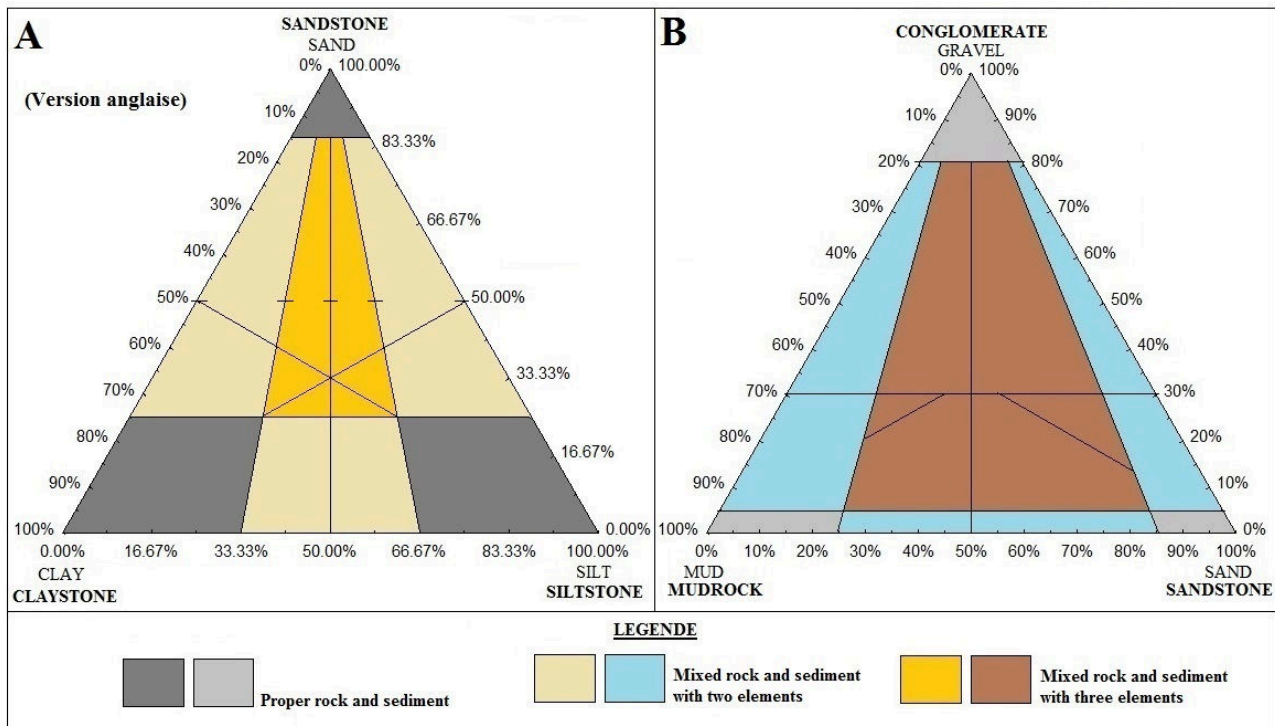 A
SANDSTONE
SAND
0% 100.00%
(Version anglaise)
10%
83.33%
20%
30%
66.67%
40%
50%
50.00%
60%
33.33%
70%
80%
16.67%
90%
100%
0.00%
0.00% 16.67% 33.33% 50.00% 66.67% 83.33% 100.00%
CLAY SILT
CLAYSTONE SILTSTONE
B
CONGLOMERATE
GRAVEL
0% 100%
10% 90%
20% 80%
30% 70%
40% 60%
50% 50%
60% 40%
70% 30%
80% 20%
90% 10%
100% 0%
0% 10% 20% 30% 40% 50% 60% 70% 80% 90% 100%
MUD SAND
MUDROCK SANDSTONE
LEGENDE
Proper rock and sediment
Mixed rock and sediment
with two elements
Mixed rock and sediment
with three elements